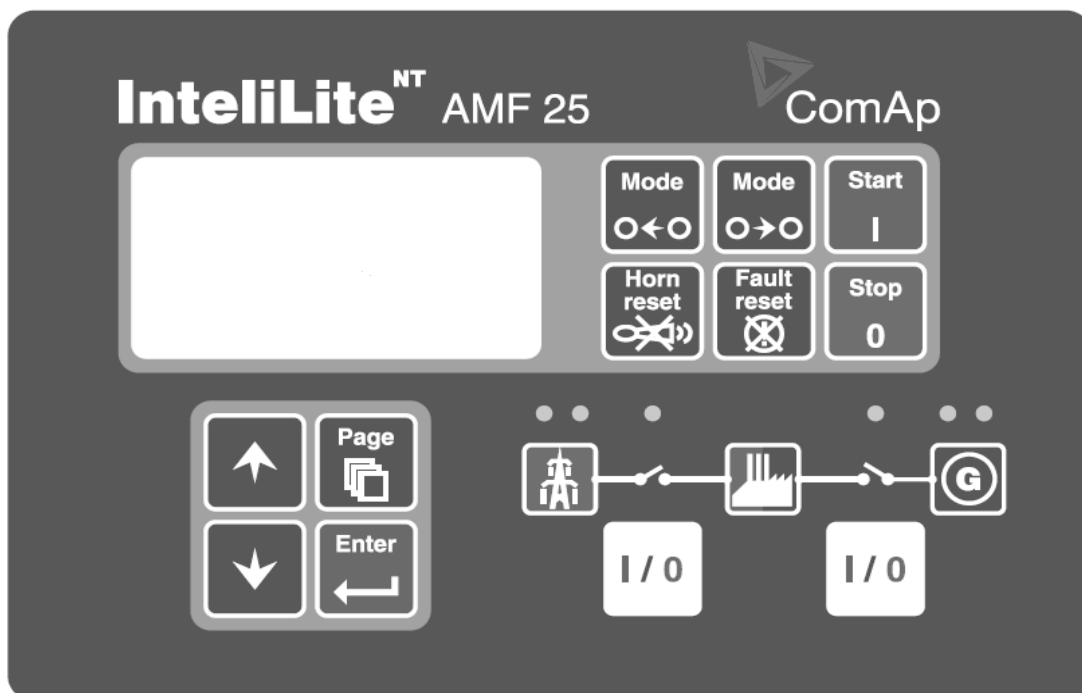 InteliLite NT AMF 25
ComAp
Mode
Mode
Start
I
Horn
reset
Fault
reset
Stop
0
Page
Enter
G
I / 0
I / 0